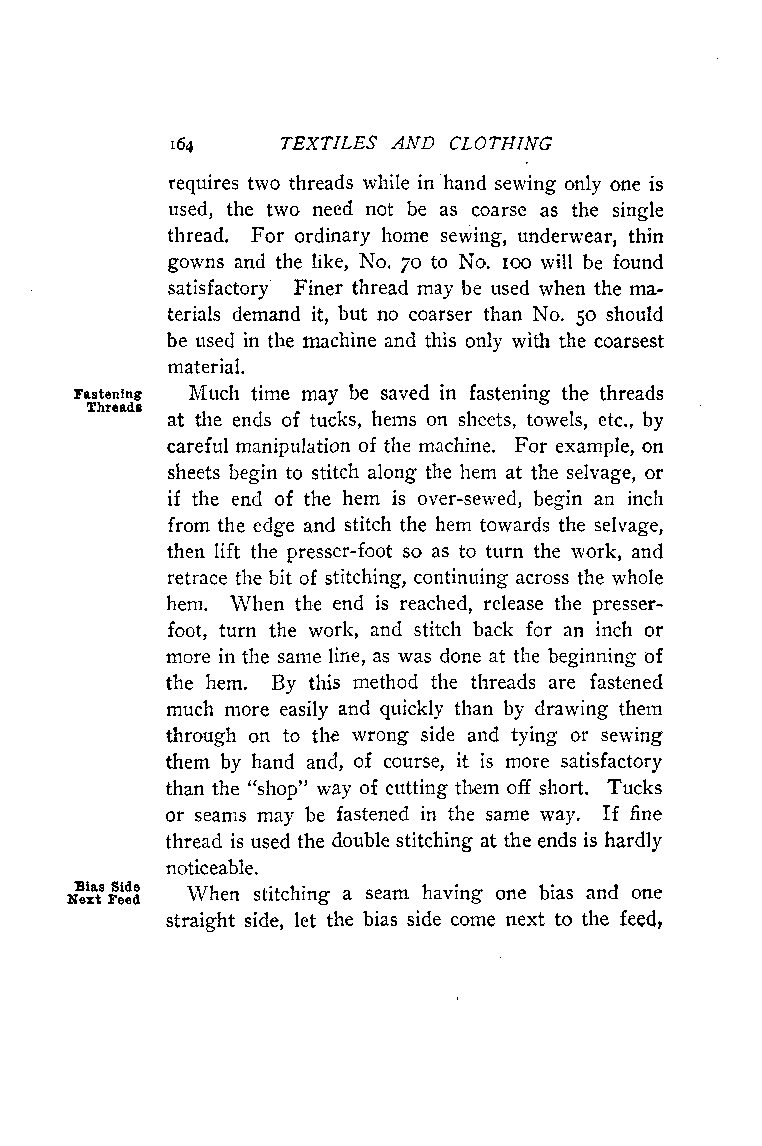 164 TEXTILES AND CLOTHING
requires two threads while in hand sewing only one is
used, the two need not be as coarse as the single
thread. For ordinary home sewing, underwear, thin
gowns and the like, No. 70 to No. 100 will be found
satisfactory Finer thread may be used when the ma-
terials demand it, but no coarser than No. 50 should
be used in the machine and this only with the coarsest
material.
Fastening
Threads
Much time may be saved in fastening the threads
at the ends of tucks, hems on sheets, towels, etc., by
careful manipulation of the machine. For example, on
sheets begin to stitch along the hem at the selvage, or
if the end of the hem is over-sewed, begin an inch
from the edge and stitch the hem towards the selvage,
then lift the presser-foot so as to turn the work, and
retrace the bit of stitching, continuing across the whole
hem. When the end is reached, release the presser-
foot, turn the work, and stitch back for an inch or
more in the same line, as was done at the beginning of
the hem. By this method the threads are fastened
much more easily and quickly than by drawing them
through on to the wrong side and tying or sewing
them by hand and, of course, it is more satisfactory
than the "shop" way of cutting them off short. Tucks
or seams may be fastened in the same way. If fine
thread is used the double stitching at the ends is hardly
noticeable.
Bias Side
Next Feed
When stitching a seam having one bias and one
straight side, let the bias side come next to the feed,